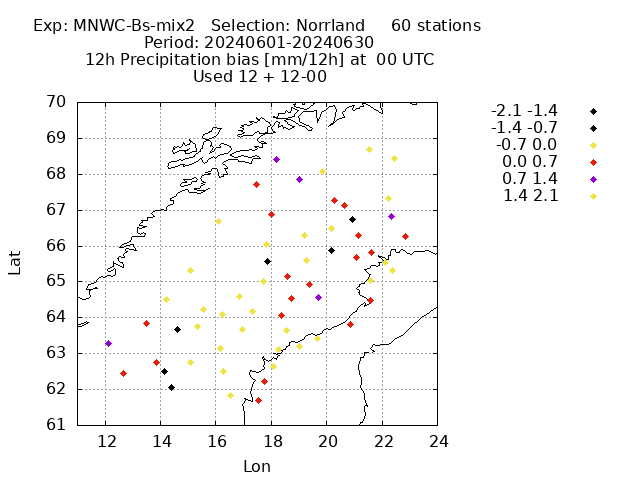 Exp: MNWC-Bs-mix2   Selection: Norrland     60 stations
Period: 20240601-20240630
12h Precipitation bias [mm/12h] at  00 UTC
Used 12 + 12-00
-2.1 -1.4
-1.4 -0.7
-0.7 0.0
0.0 0.7
0.7 1.4
1.4 2.1
70
69
68
67
66
65
64
63
62
61
Lat
12 14 16 18 20 22 24
Lon